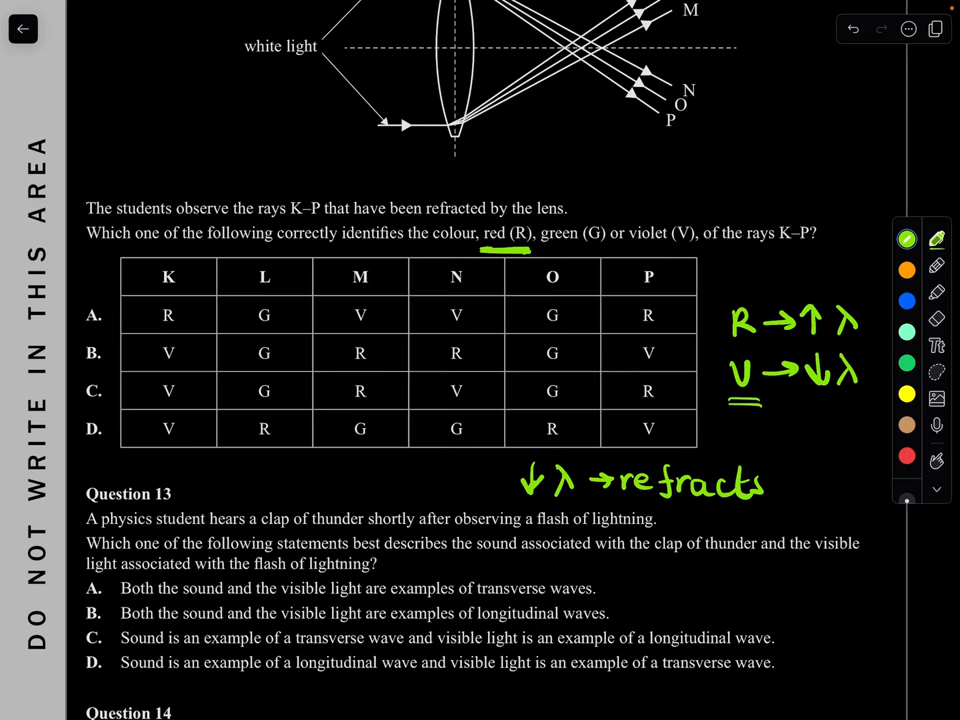 DO NOT WRITE IN THIS AREA
M
white light
N
O
P
The students observe the rays K–P that have been refracted by the lens.
Which one of the following correctly identifies the colour, red (R), green (G) or violet (V), of the rays K–P?
K L M N O P
A. R G V V G R
B. V G R R G V
C. V G R V G R
D. V R G G R V
R → ↑ λ
V → ↓ λ
↓ λ → refracts
Question 13
A physics student hears a clap of thunder shortly after observing a flash of lightning.
Which one of the following statements best describes the sound associated with the clap of thunder and the visible
light associated with the flash of lightning?
A. Both the sound and the visible light are examples of transverse waves.
B. Both the sound and the visible light are examples of longitudinal waves.
C. Sound is an example of a transverse wave and visible light is an example of a longitudinal wave.
D. Sound is an example of a longitudinal wave and visible light is an example of a transverse wave.
Question 14
Tt